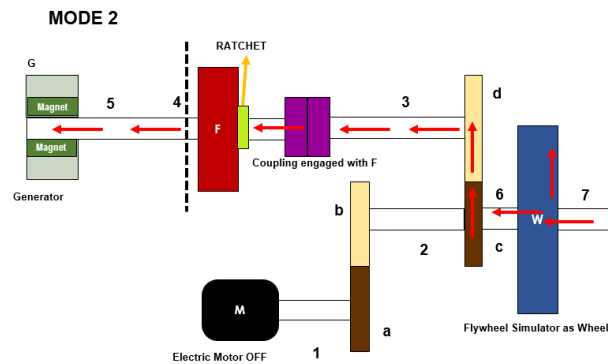 MODE 2
RATCHET
G
Magnet
Magnet
5
4
F
3
d
Coupling engaged with F
Generator
b
2
6
7
W
c
M
a
1
Electric Motor OFF
Flywheel Simulator as Wheel